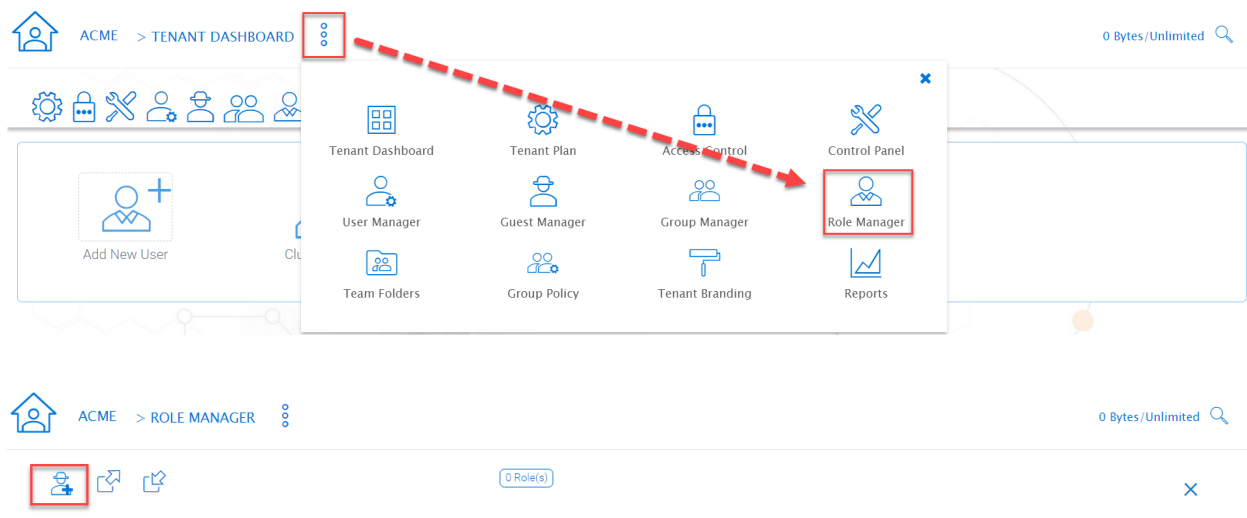 ACME > TENANT DASHBOARD
0 Bytes/Unlimited
Tenant Dashboard Tenant Plan Access Control Control Panel
User Manager Guest Manager Group Manager Role Manager
Add New User
Team Folders Group Policy Tenant Branding Reports
ACME > ROLE MANAGER
0 Bytes/Unlimited
0 Role(s)